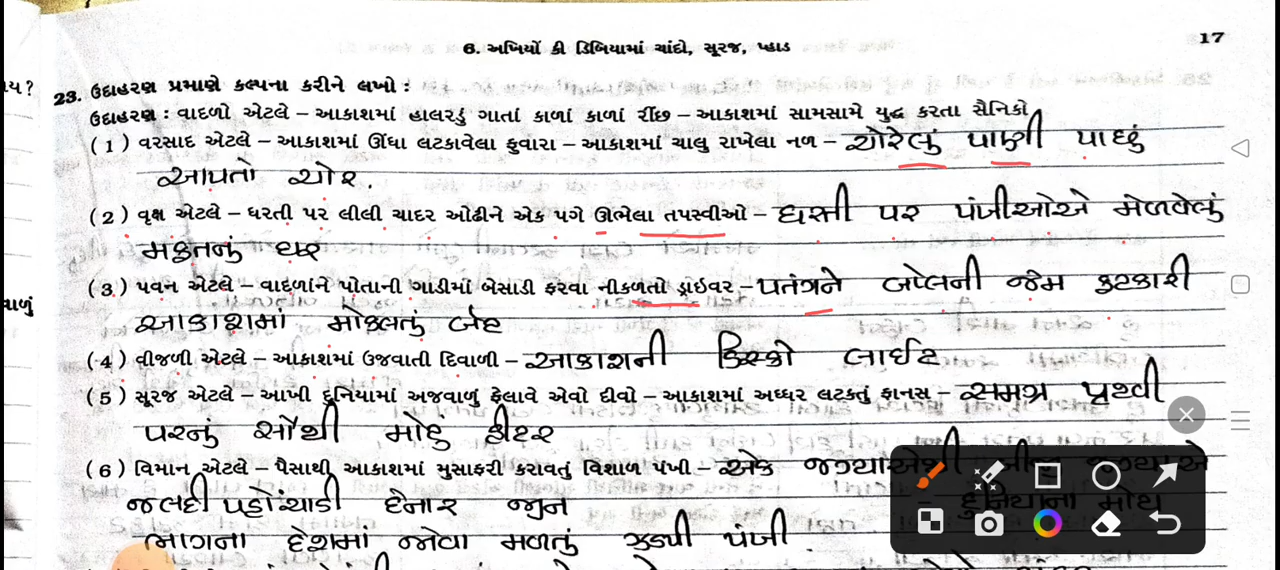 6. અખિયોં કી ડિબિયામાં ચાંદો, સૂરજ, પ્હાડ
17
23. ઉદાહરણ પ્રમાણે કલ્પના કરીને લખો :
ઉદાહરણ : વાદળો એટલે – આકાશમાં હાલરડું ગાતાં કાળાં કાળાં રીંછ – આકાશમાં સામસામે યુદ્ધ કરતા સૈનિકો
(1) વરસાદ એટલે – આકાશમાં ઊંધા લટકાવેલા ફુવારા – આકાશમાં ચાલુ રાખેલા નળ – ચોરેલું પાણી પાછું
આપતો ચોર.
(2) વૃક્ષ એટલે – ધરતી પર લીલી ચાદર ઓઢીને એક પગે ઊભેલા તપસ્વીઓ – ધરતી પર પંખીઓએ મેળવેલું
મફતનું ઘર
(3) પવન એટલે – વાદળાંને પોતાની ગાડીમાં બેસાડી ફરવા નીકળતો ડ્રાઇવર – પતંગને બોલની જેમ ફટકારી
આકાશમાં મોકલતું બેટ
(4) વીજળી એટલે – આકાશમાં ઉજવાતી દિવાળી – આકાશની ડિસ્કો લાઈટ
(5) સૂરજ એટલે – આખી દુનિયામાં અજવાળું ફેલાવે એવો દીવો – આકાશમાં અધ્ધર લટકતું ફાનસ – સમગ્ર પૃથ્વી
પરનું સૌથી મોટું હીટર
(6) વિમાન એટલે – પૈસાથી આકાશમાં મુસાફરી કરાવતું વિશાળ પંખી – એક જગ્યાએથી બીજી જગ્યાએ
જલદી પહોંચાડી દેનાર જીન – દુનિયાના મોટા
ભાગના દેશમાં જોવા મળતું ઝડપી પંખી